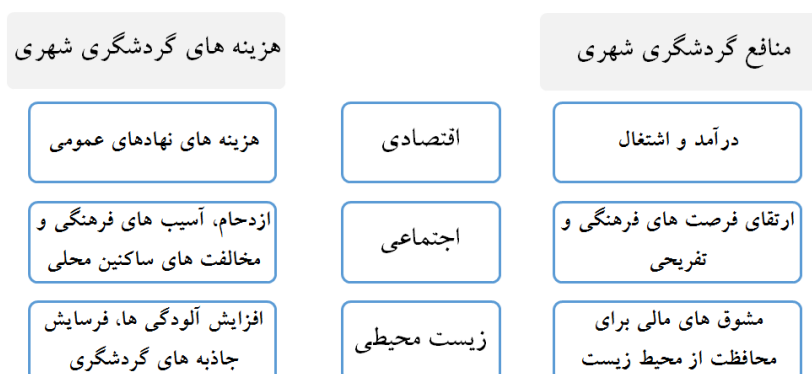 منافع گردشگری شهری
هزینه های گردشگری شهری
درآمد و اشتغال
اقتصادی
هزینه های نهادهای عمومی
ارتقای فرصت های فرهنگی و
تفریحی
اجتماعی
ازدحام، آسیب های فرهنگی و
مخالفت های ساکنین محلی
مشوق های مالی برای
محافظت از محیط زیست
زیست محیطی
افزایش آلودگی ها، فرسایش
جاذبه های گردشگری